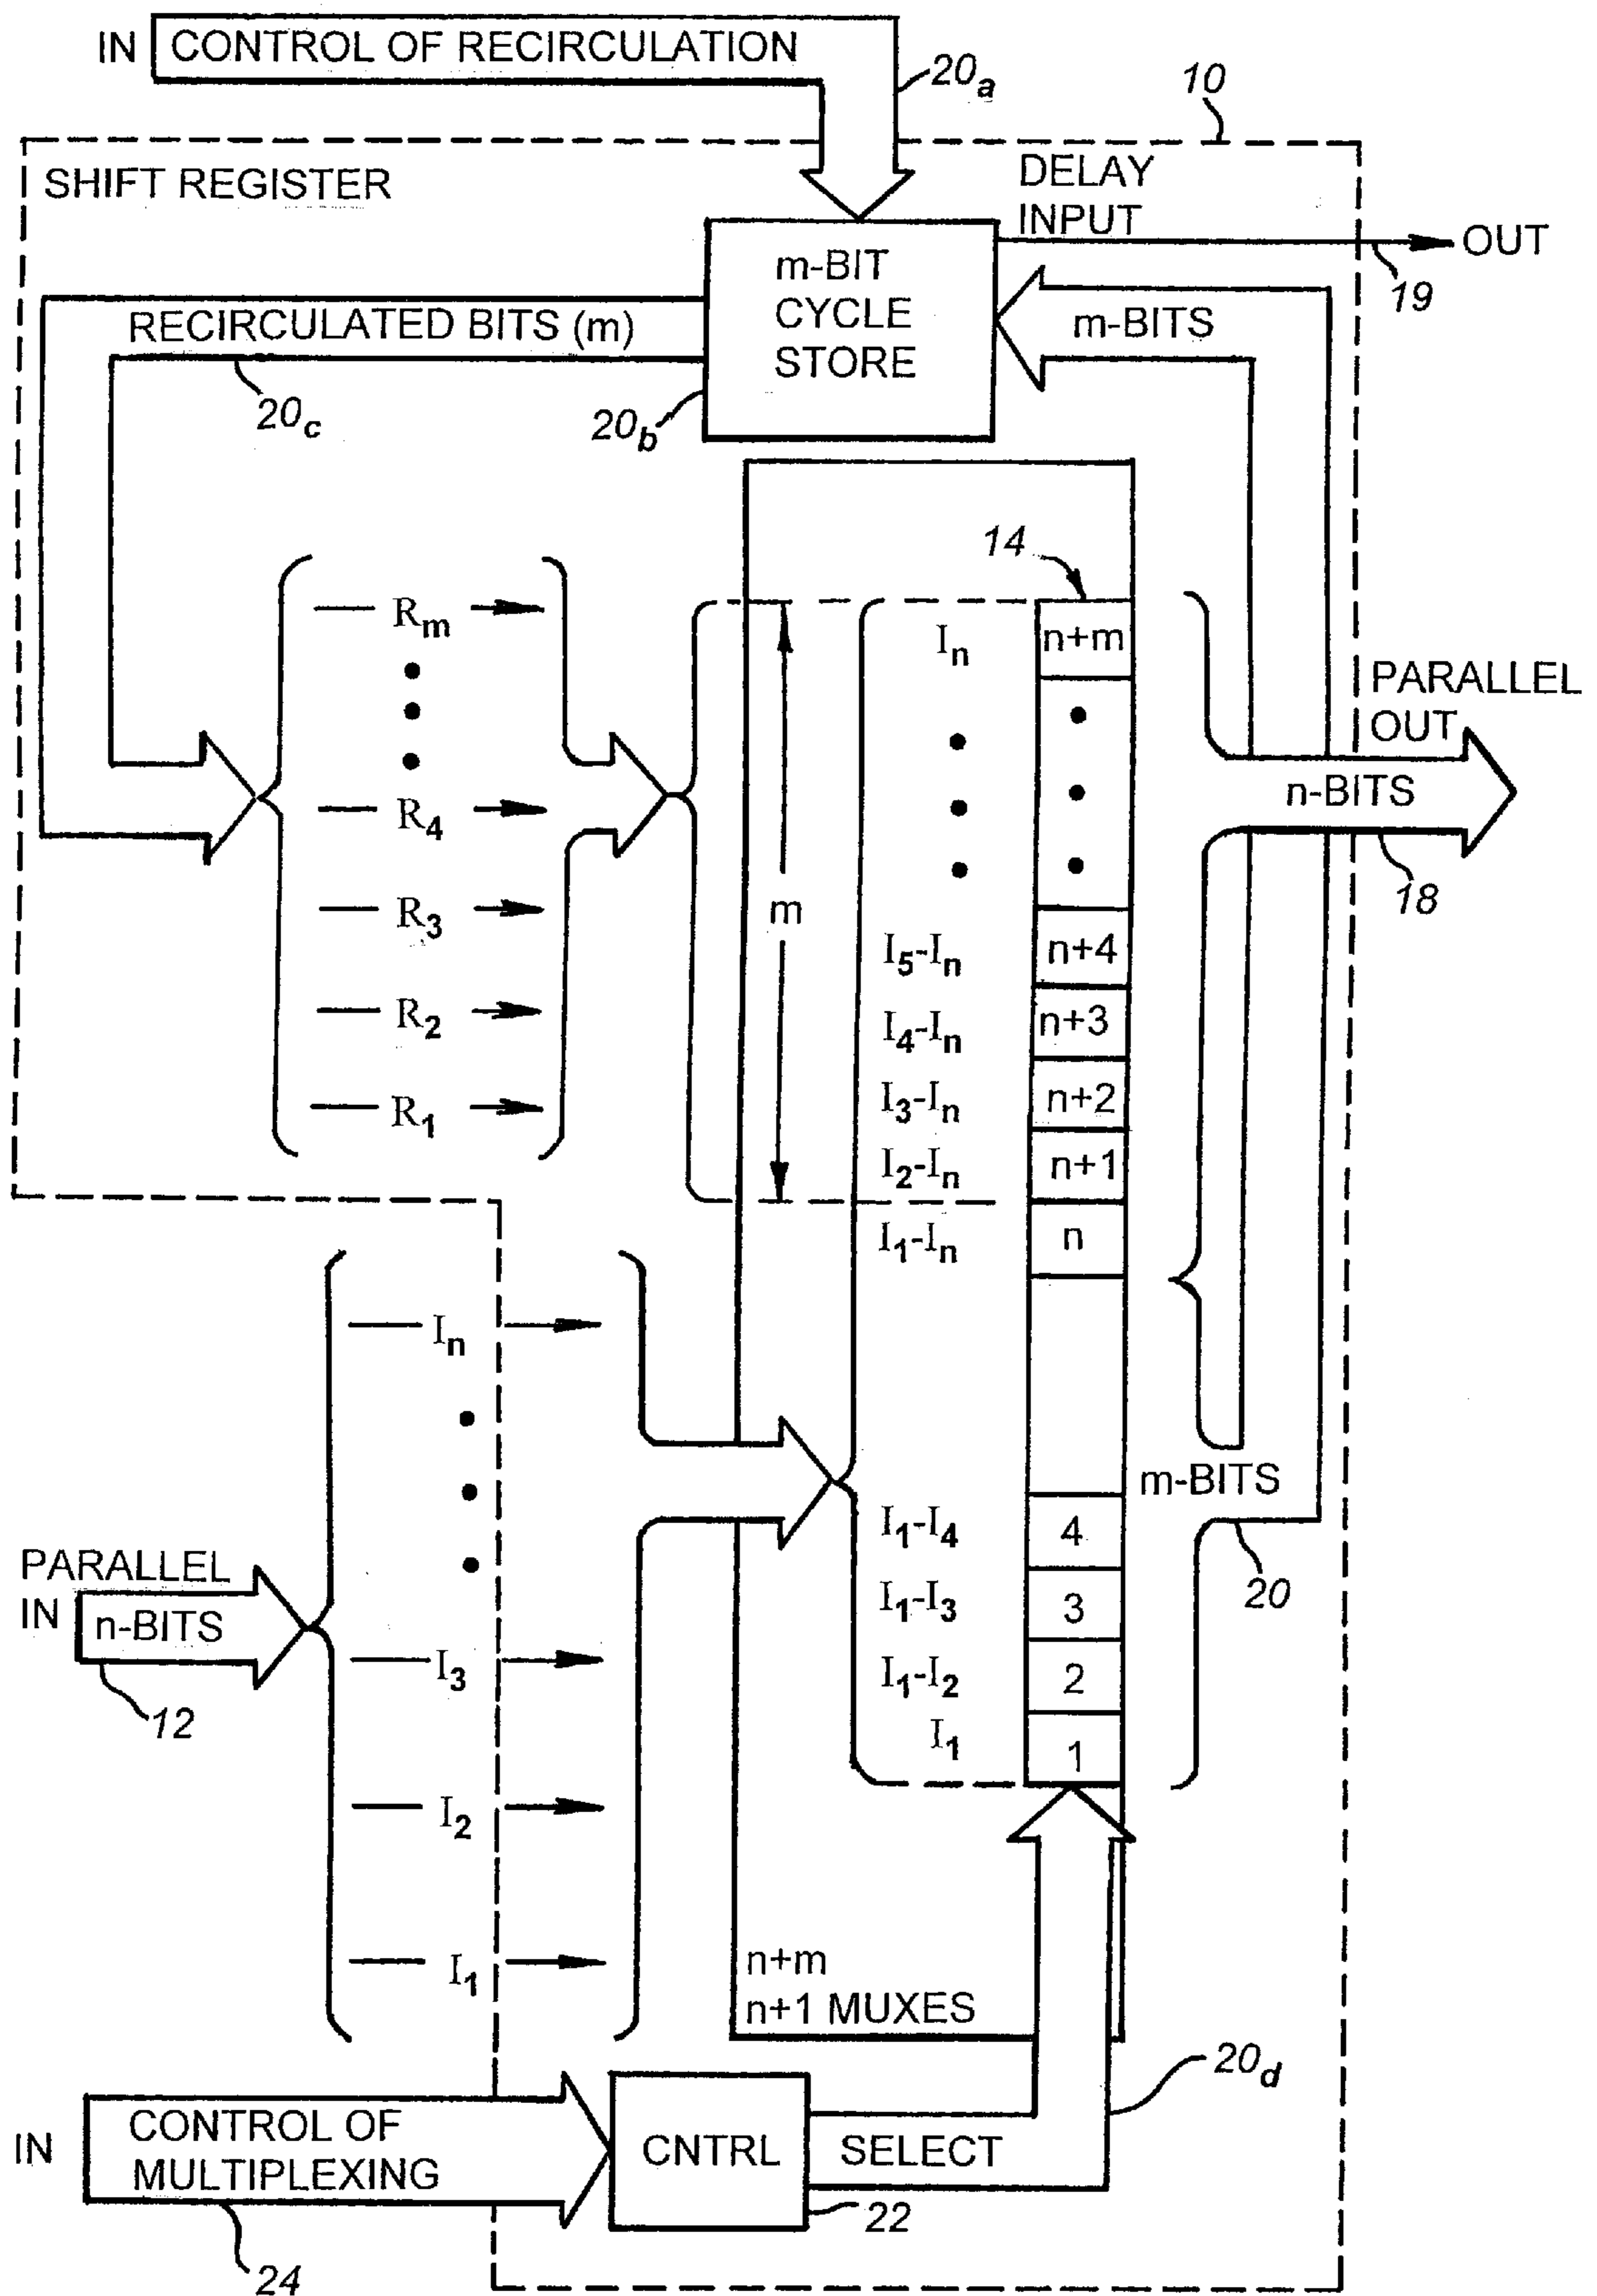 IN CONTROL OF RECIRCULATION
20a
10
SHIFT REGISTER
DELAY
INPUT
OUT
19
m-BIT
CYCLE
STORE
m-BITS
RECIRCULATED BITS (m)
20c
20b
14
Rm
R4
R3
R2
R1
m
In
n+m
I5-In
n+4
I4-In
n+3
I3-In
n+2
I2-In
n+1
I1-In
n
PARALLEL
OUT
n-BITS
18
In
I3
I2
I1
PARALLEL
IN
n-BITS
12
m-BITS
20
I1-I4
4
I1-I3
3
I1-I2
2
I1
1
n+m
n+1 MUXES
20d
IN
CONTROL OF
MULTIPLEXING
24
CNTRL
22
SELECT